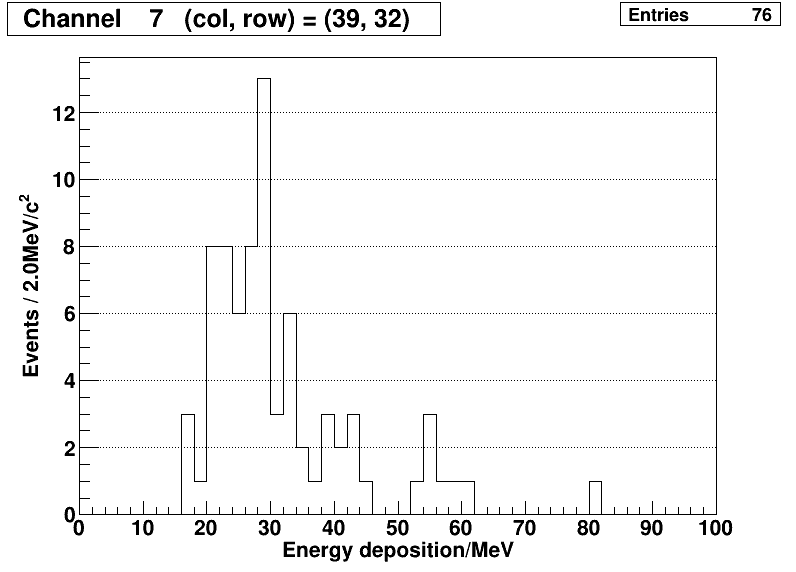 Channel 7 (col, row) = (39, 32)
Entries 76
Events / 2.0MeV/c²
12
10
8
6
4
2
0
0 10 20 30 40 50 60 70 80 90 100
Energy deposition/MeV